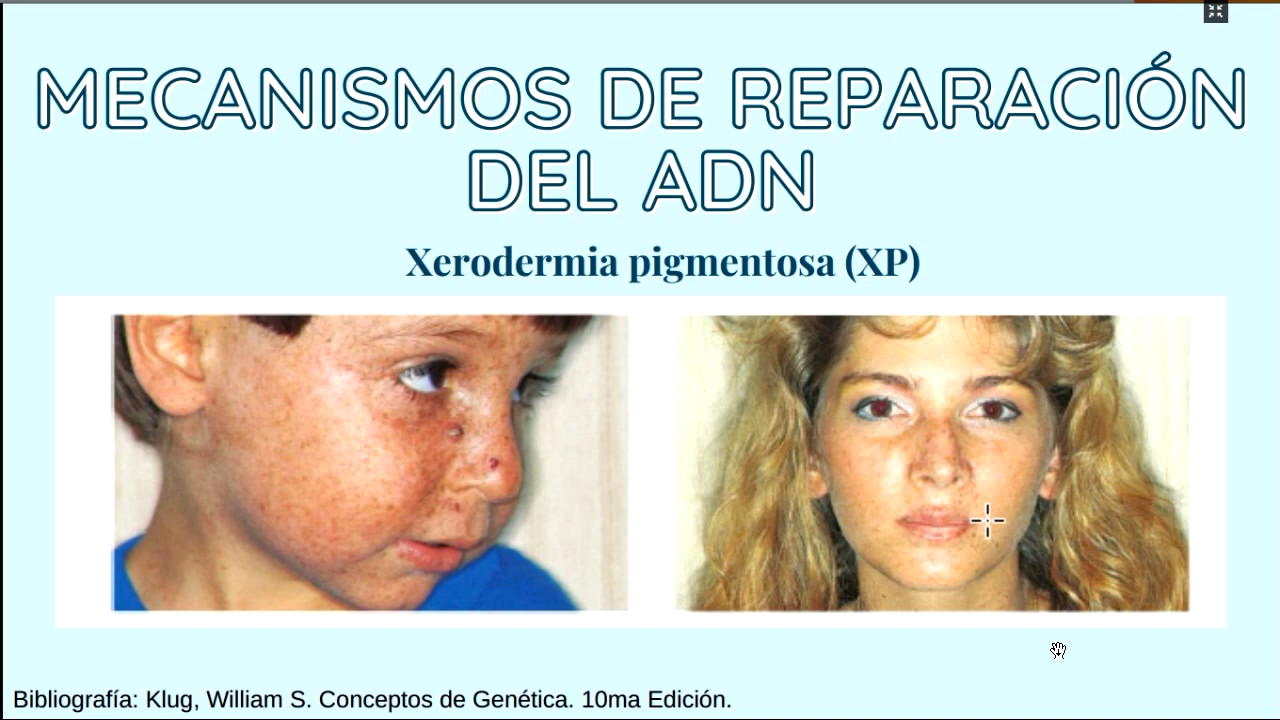 MECANISMOS DE REPARACIÓN
DEL ADN
Xerodermia pigmentosa (XP)
Bibliografía: Klug, William S. Conceptos de Genética. 10ma Edición.